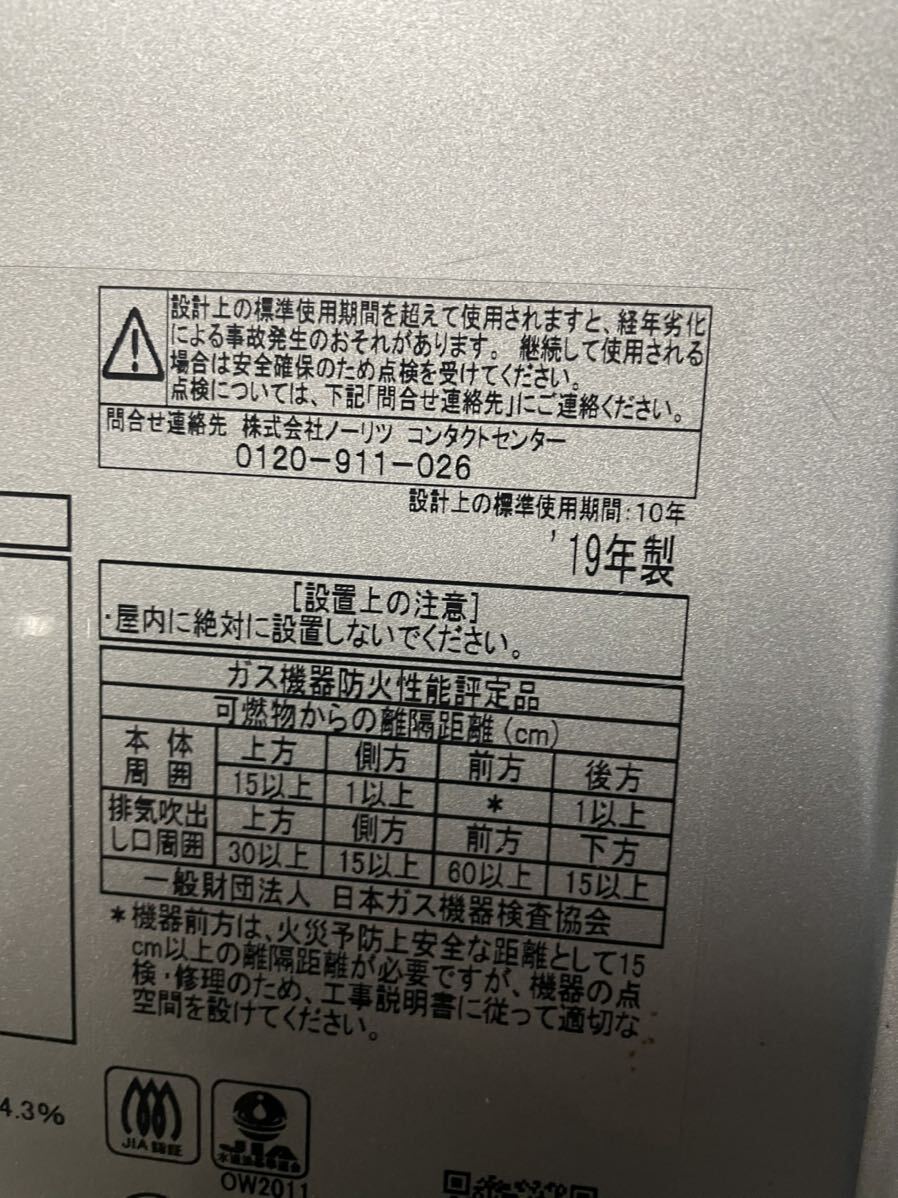 設計上の標準使用期間を超えて使用されますと、経年劣化
による事故発生のおそれがあります。 継続して使用される
場合は安全確保のため点検を受けてください。
点検については、下記「問合せ連絡先」にご連絡ください。
問合せ連絡先 株式会社ノーリツ コンタクトセンター
0120-911-026
設計上の標準使用期間:10年
'19年製
[設置上の注意]
・屋内に絶対に設置しないでください。
ガス機器防火性能評定品
可燃物からの離隔距離(cm)
本体周囲 上方 側方 前方 後方
15以上 1以上 * 1以上
排気吹出し口周囲 上方 側方 前方 下方
30以上 15以上 60以上 15以上
一般財団法人 日本ガス機器検査協会
*機器前方は、火災予防上安全な距離として15
cm以上の離隔距離が必要ですが、機器の点
検・修理のため、工事説明書に従って適切な
空間を設けてください。
4.3%
JIA認証
JIA
OW2011